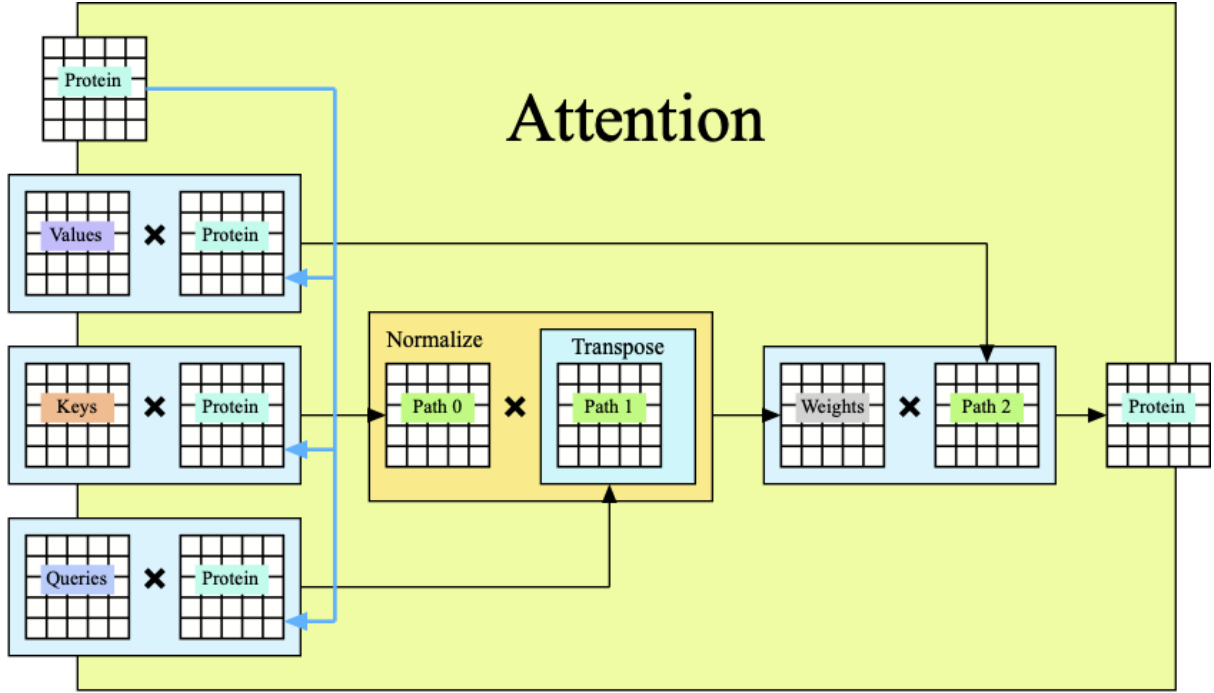 Protein
Attention
Values × Protein
Normalize
Transpose
Keys × Protein
Path 0 × Path 1
Weights × Path 2
Protein
Queries × Protein